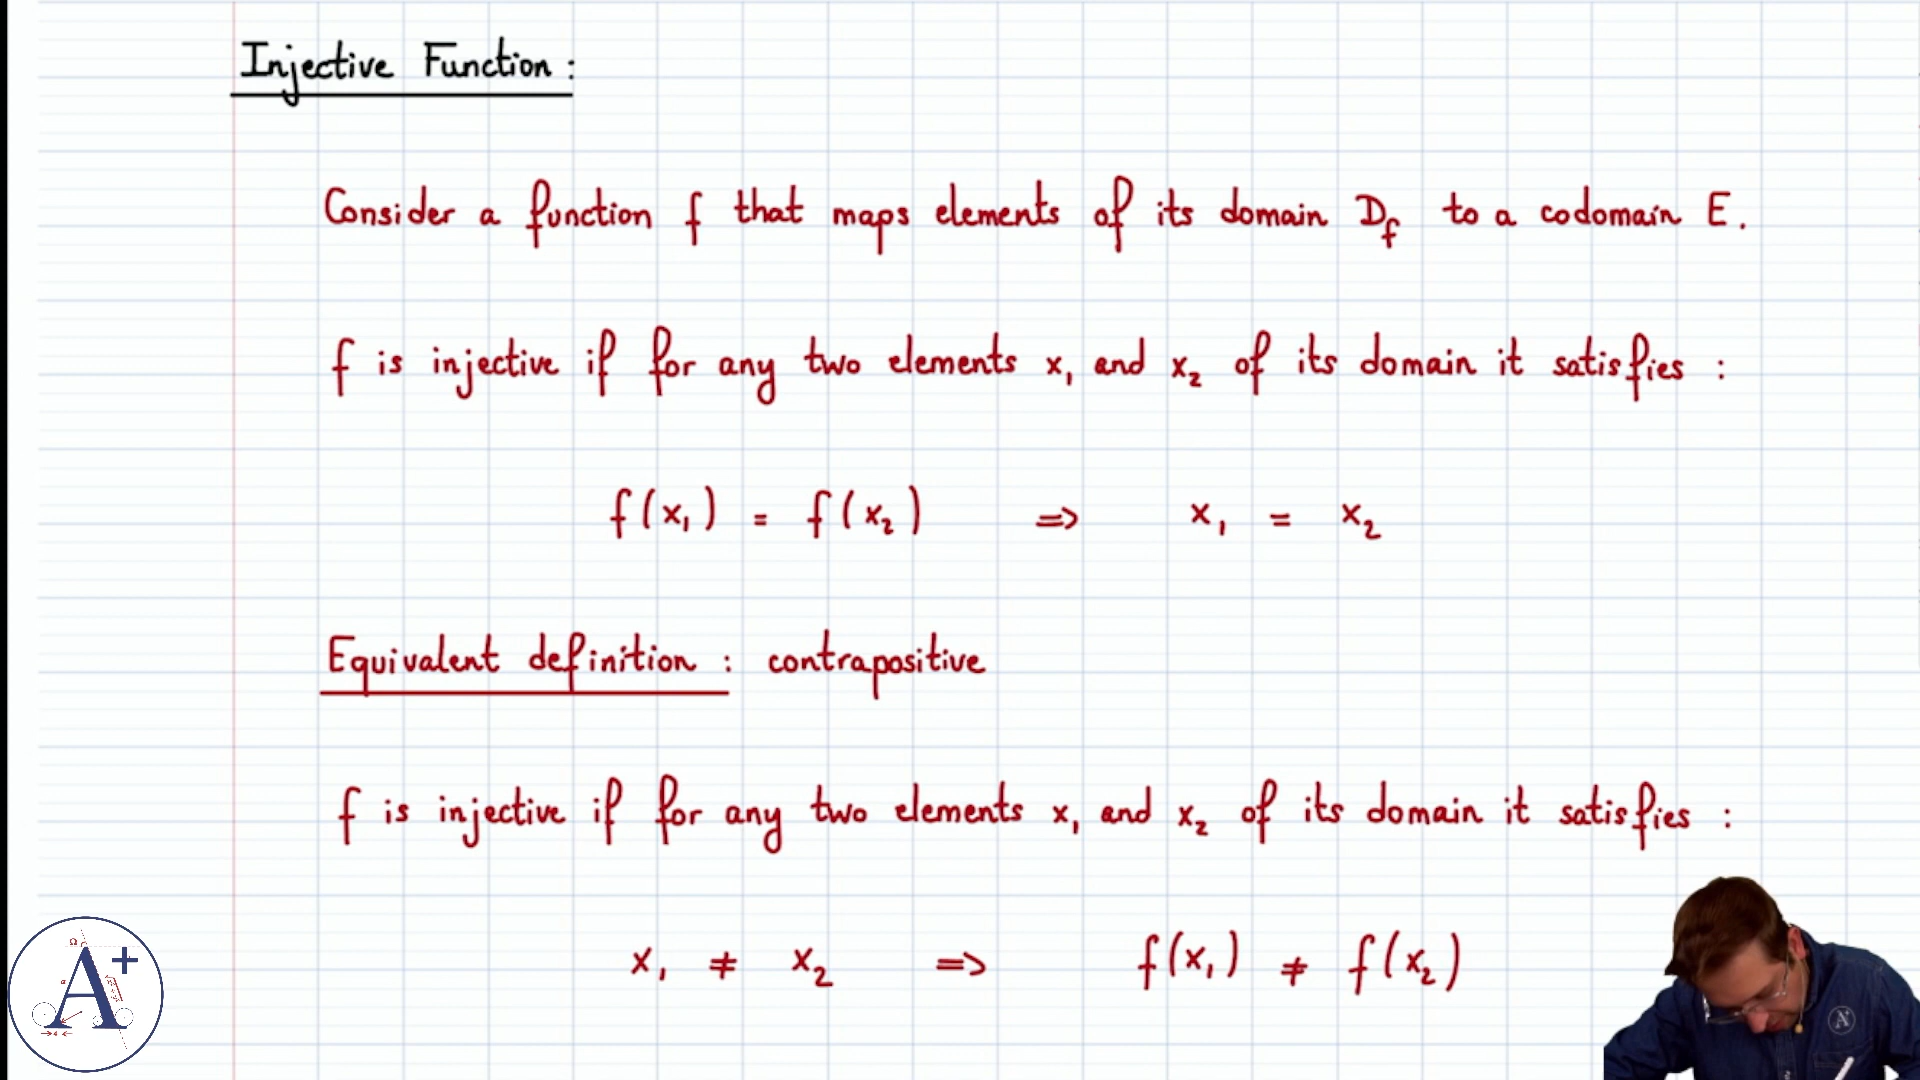 Injective Function :
Consider a function f that maps elements of its domain D_f to a codomain E.
f is injective if for any two elements x₁ and x₂ of its domain it satisfies :
f(x₁) = f(x₂) => x₁ = x₂
Equivalent definition : contrapositive
f is injective if for any two elements x₁ and x₂ of its domain it satisfies :
x₁ ≠ x₂ => f(x₁) ≠ f(x₂)
A+